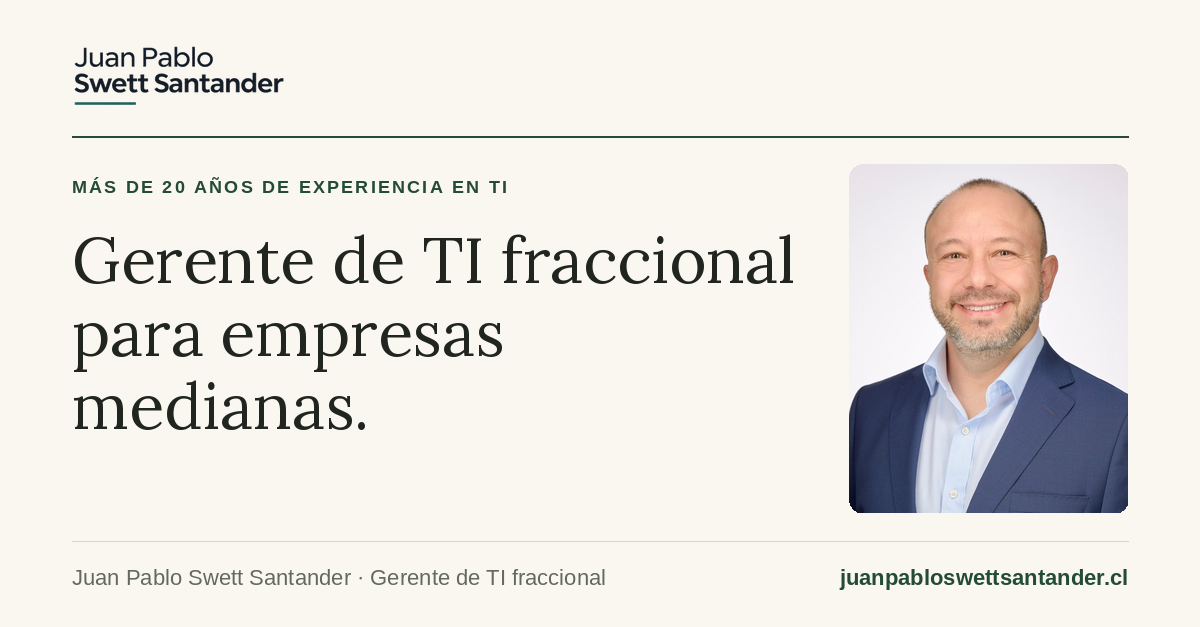 Juan Pablo
Swett Santander
MÁS DE 20 AÑOS DE EXPERIENCIA EN TI
Gerente de TI fraccional
para empresas
medianas.
Juan Pablo Swett Santander · Gerente de TI fraccional
juanpabloswettsantander.cl